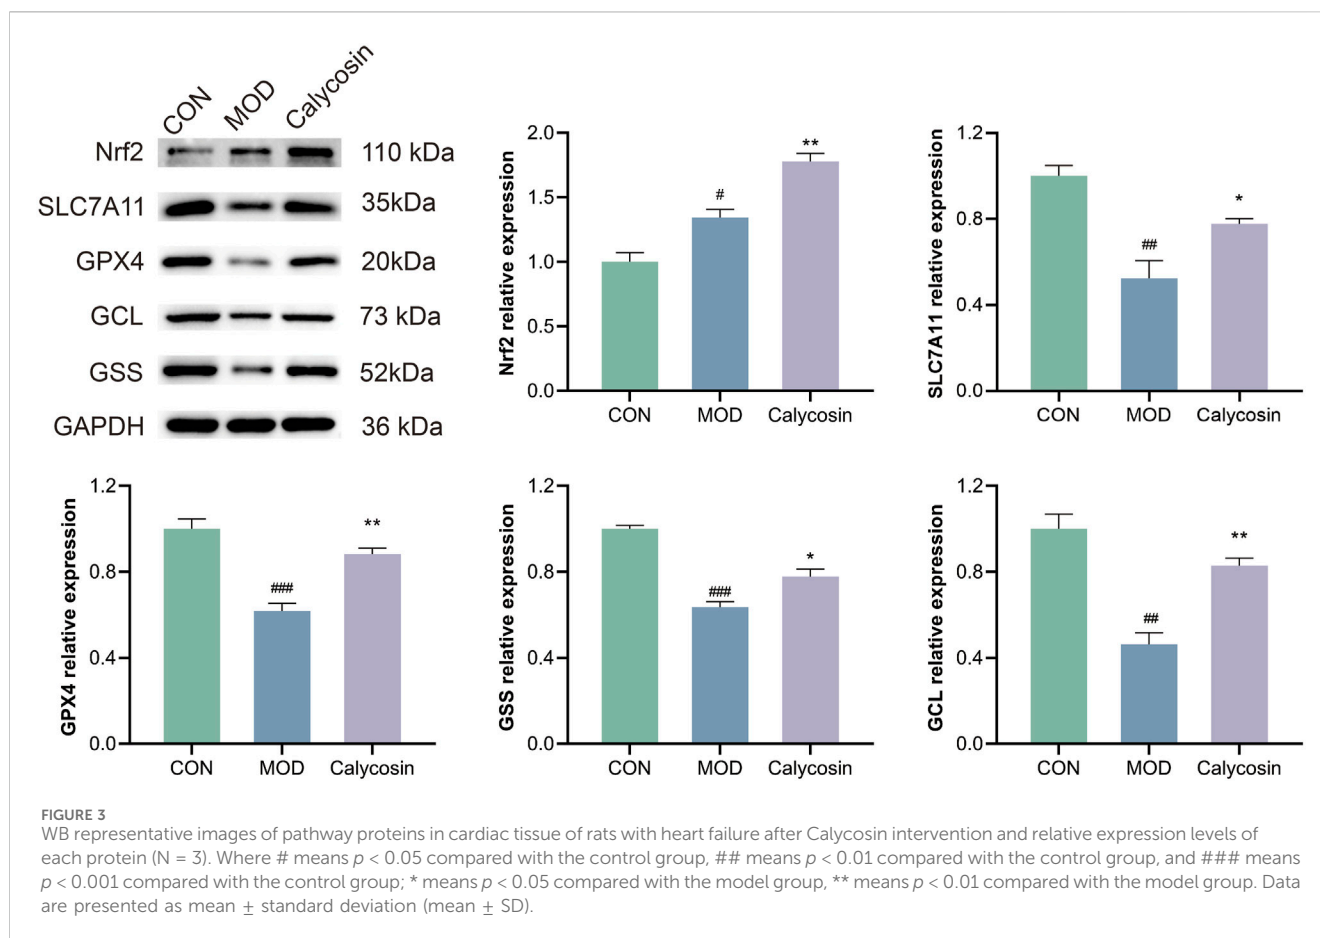 CON MOD Calycosin
Nrf2 110 kDa
SLC7A11 35kDa
GPX4 20kDa
GCL 73 kDa
GSS 52kDa
GAPDH 36 kDa
Nrf2 relative expression
2.0
1.5
1.0
0.5
0.0
#
**
CON MOD Calycosin
SLC7A11 relative expression
1.2
0.8
0.4
0.0
##
*
CON MOD Calycosin
GPX4 relative expression
1.2
0.8
0.4
0.0
###
**
CON MOD Calycosin
GSS relative expression
1.2
0.8
0.4
0.0
###
*
CON MOD Calycosin
GCL relative expression
1.2
0.8
0.4
0.0
##
**
CON MOD Calycosin
FIGURE 3
WB representative images of pathway proteins in cardiac tissue of rats with heart failure after Calycosin intervention and relative expression levels of
each protein (N = 3). Where # means p < 0.05 compared with the control group, ## means p < 0.01 compared with the control group, and ### means
p < 0.001 compared with the control group; * means p < 0.05 compared with the model group, ** means p < 0.01 compared with the model group. Data
are presented as mean ± standard deviation (mean ± SD).